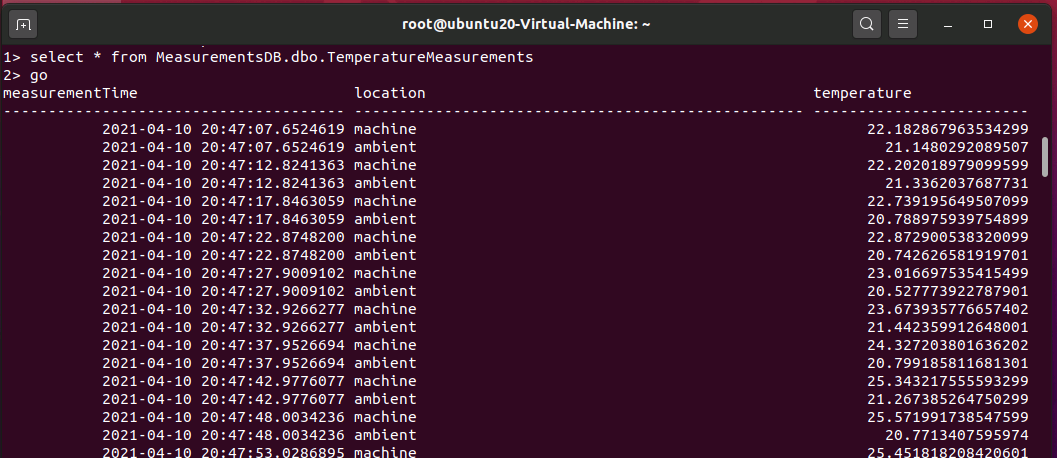 root@ubuntu20-Virtual-Machine: ~
1> select * from MeasurementsDB.dbo.TemperatureMeasurements
2> go
measurementTime location temperature
-------------------------------------- -------------------------------------------------- ------------------------
2021-04-10 20:47:07.6524619 machine 22.182867963534299
2021-04-10 20:47:07.6524619 ambient 21.1480292089507
2021-04-10 20:47:12.8241363 machine 22.202018979099599
2021-04-10 20:47:12.8241363 ambient 21.3362037687731
2021-04-10 20:47:17.8463059 machine 22.739195649507099
2021-04-10 20:47:17.8463059 ambient 20.788975939754899
2021-04-10 20:47:22.8748200 machine 22.872900538320099
2021-04-10 20:47:22.8748200 ambient 20.742626581919701
2021-04-10 20:47:27.9009102 machine 23.016697535415499
2021-04-10 20:47:27.9009102 ambient 20.527773922787901
2021-04-10 20:47:32.9266277 machine 23.673935776657402
2021-04-10 20:47:32.9266277 ambient 21.442359912648001
2021-04-10 20:47:37.9526694 machine 24.327203801636202
2021-04-10 20:47:37.9526694 ambient 20.799185811681301
2021-04-10 20:47:42.9776077 machine 25.343217555593299
2021-04-10 20:47:42.9776077 ambient 21.267385264750299
2021-04-10 20:47:48.0034236 machine 25.571991738547599
2021-04-10 20:47:48.0034236 ambient 20.7713407595974
2021-04-10 20:47:53.0286895 machine 25.451818208420601